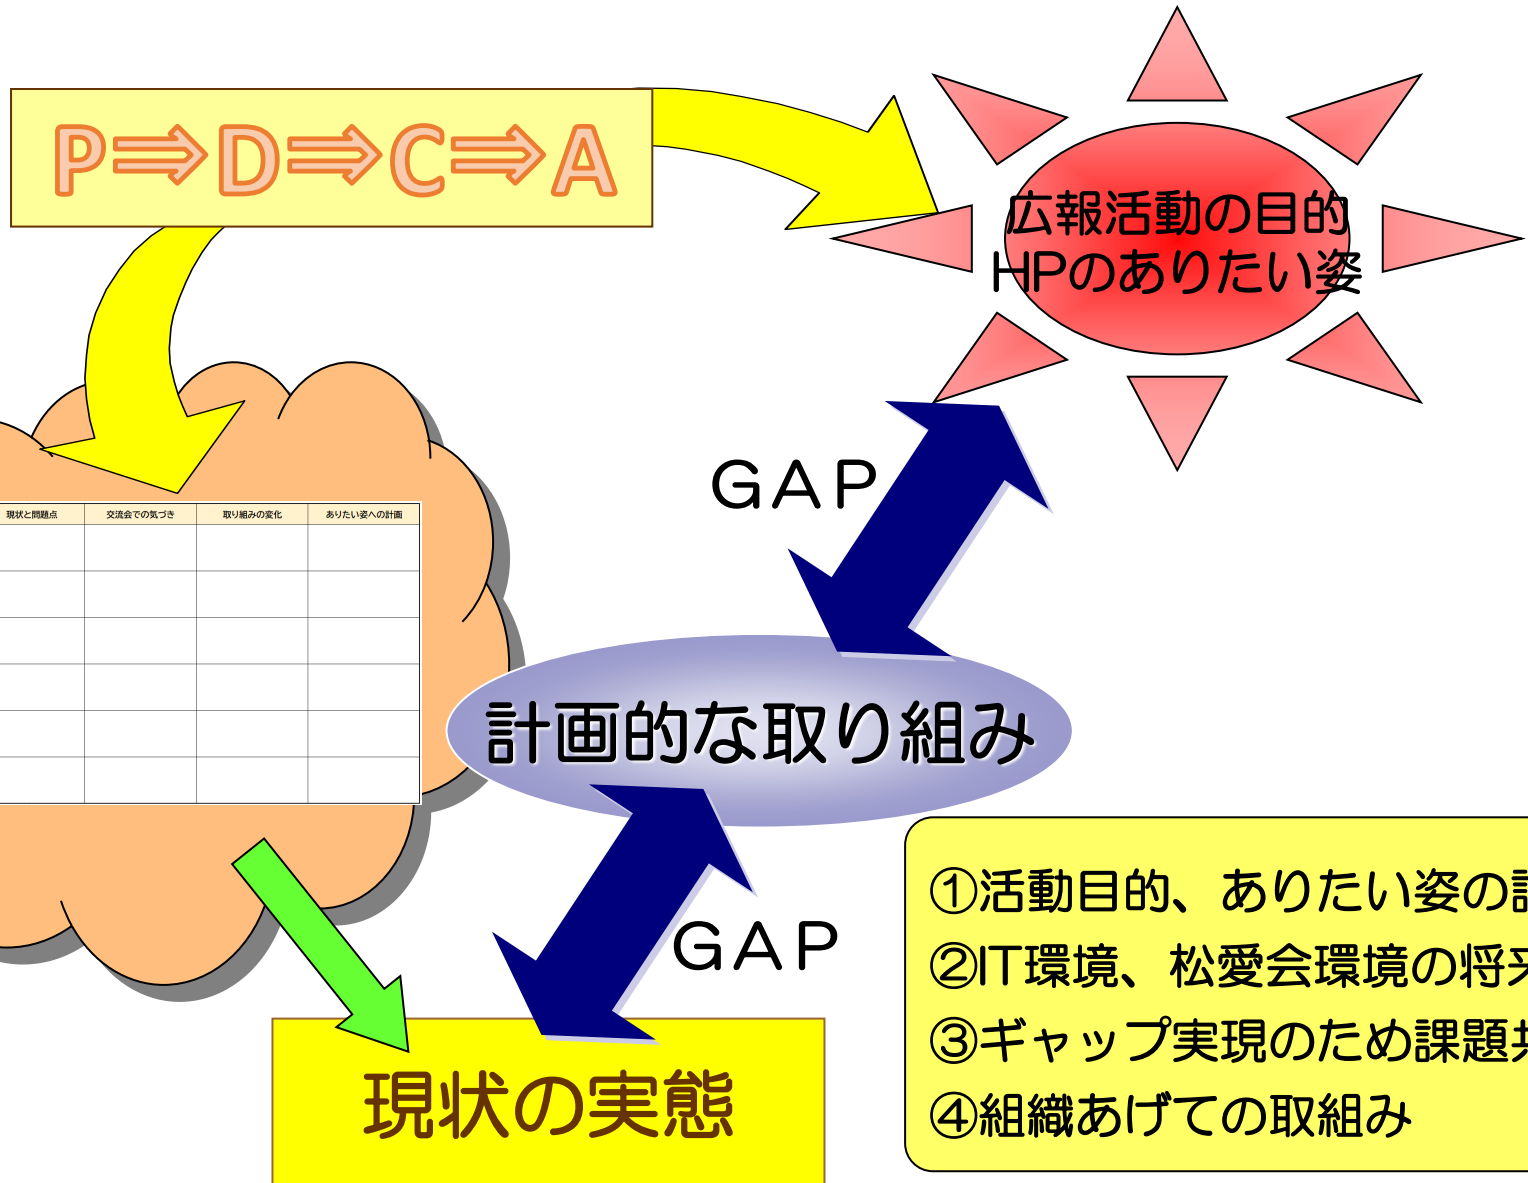 P⇒D⇒C⇒A
広報活動の目的
HPのありたい姿
GAP
現状と問題点 交流会での気づき 取り組みの変化 ありたい姿への計画
計画的な取り組み
GAP
現状の実態
①活動目的、ありたい姿の
②IT環境、松愛会環境の将
③ギャップ実現のため課題
④組織あげての取組み